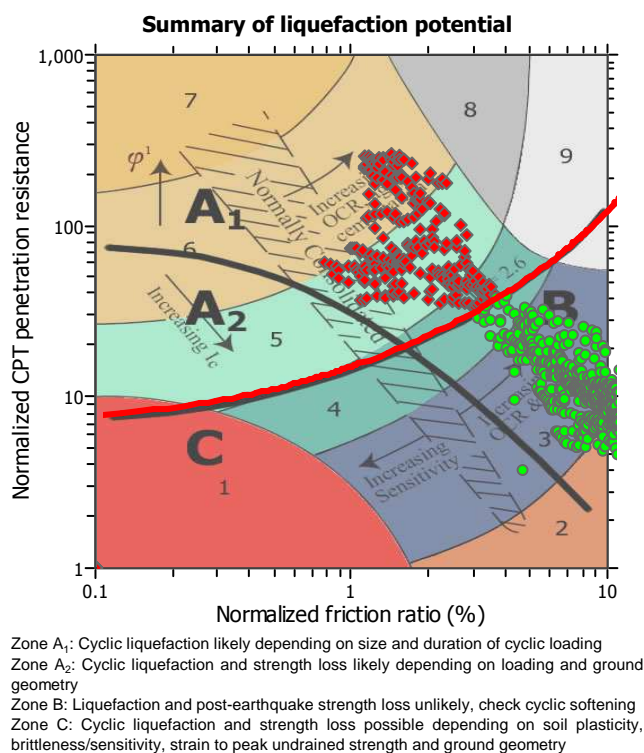 Summary of liquefaction potential
Normalized CPT penetration resistance
1,000
100
10
1
0.1
1
10
Normalized friction ratio (%)
7
8
9
φ¹
A₁
6
Normally Consolidated
Increasing
OCR
A₂
Increasing Ic
5
2.6
B
4
C
1
Increasing
Sensitivity
OCR &
3
2
Zone A₁: Cyclic liquefaction likely depending on size and duration of cyclic loading
Zone A₂: Cyclic liquefaction and strength loss likely depending on loading and ground
geometry
Zone B: Liquefaction and post-earthquake strength loss unlikely, check cyclic softening
Zone C: Cyclic liquefaction and strength loss possible depending on soil plasticity,
brittleness/sensitivity, strain to peak undrained strength and ground geometry